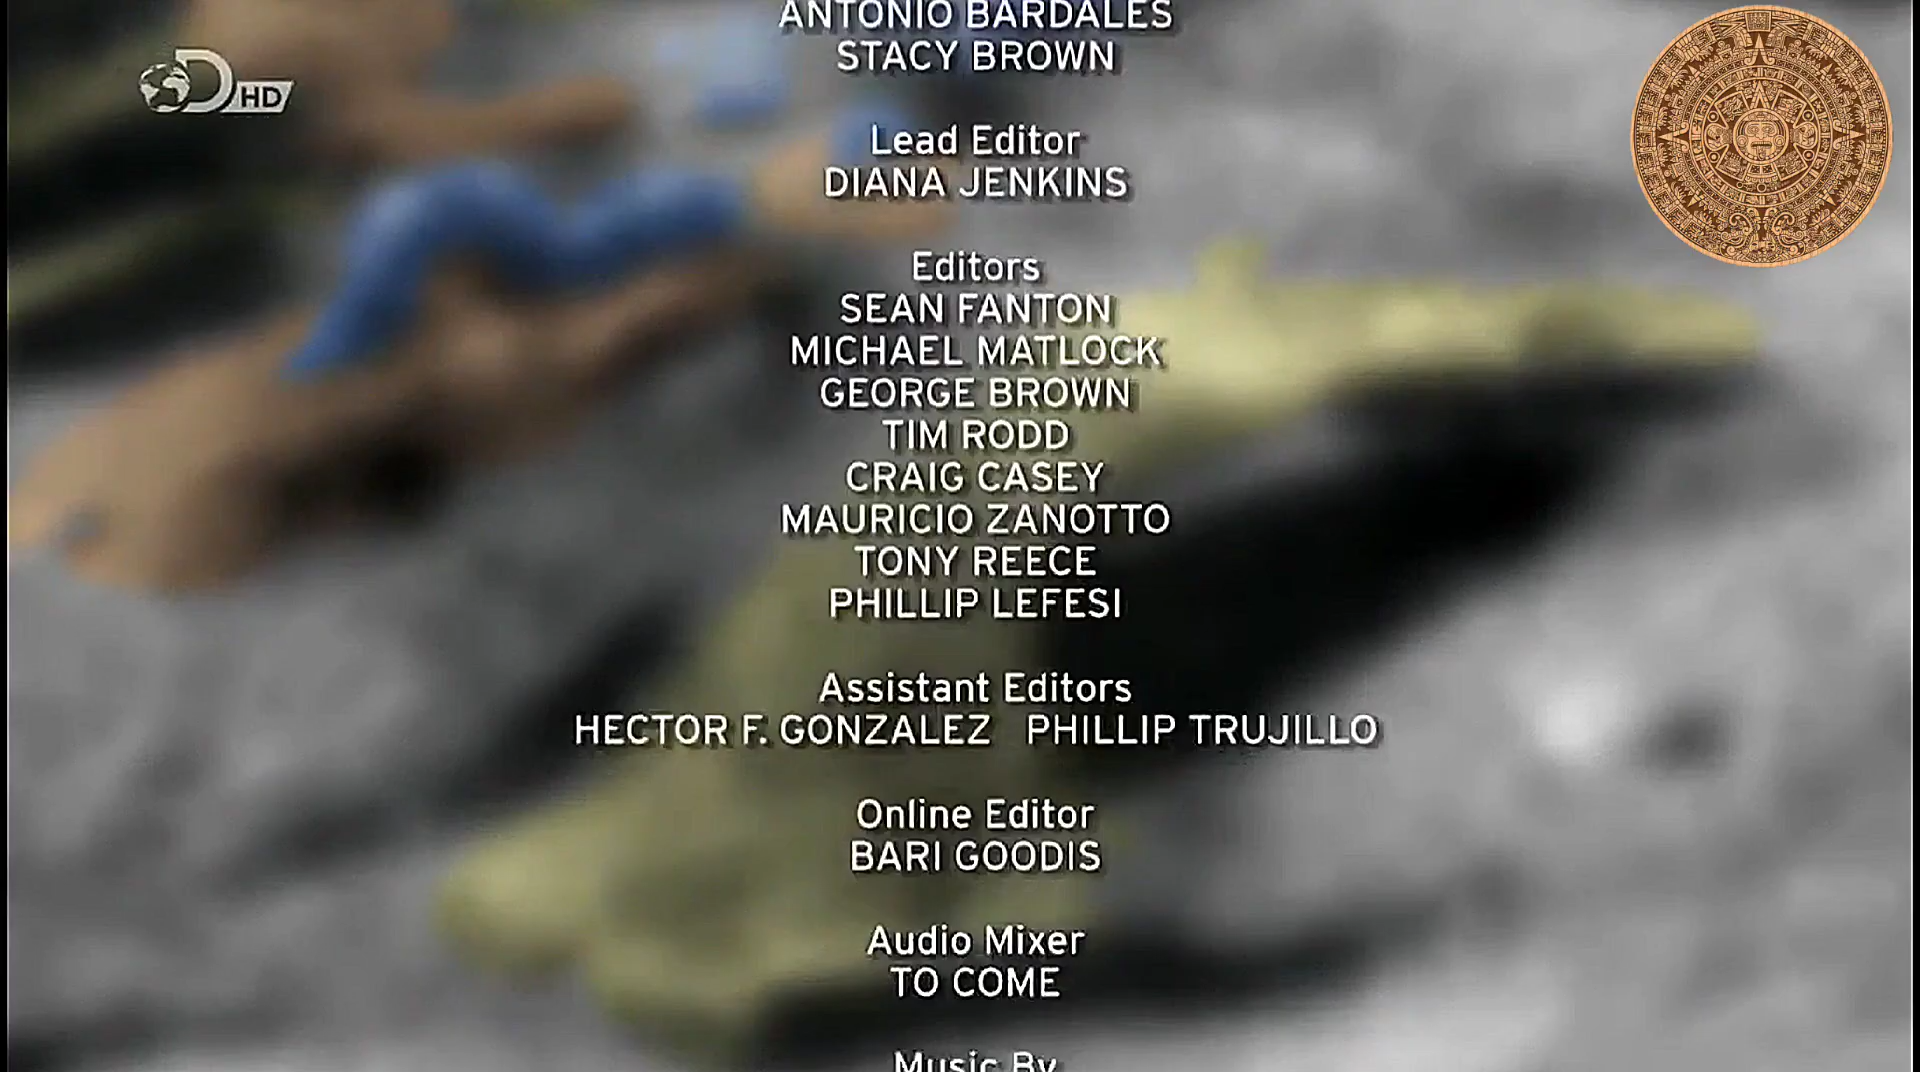 ANTONIO BARDALES
STACY BROWN
D HD
Lead Editor
DIANA JENKINS
Editors
SEAN FANTON
MICHAEL MATLOCK
GEORGE BROWN
TIM RODD
CRAIG CASEY
MAURICIO ZANOTTO
TONY REECE
PHILLIP LEFESI
Assistant Editors
HECTOR F. GONZALEZ PHILLIP TRUJILLO
Online Editor
BARI GOODIS
Audio Mixer
TO COME
Music By